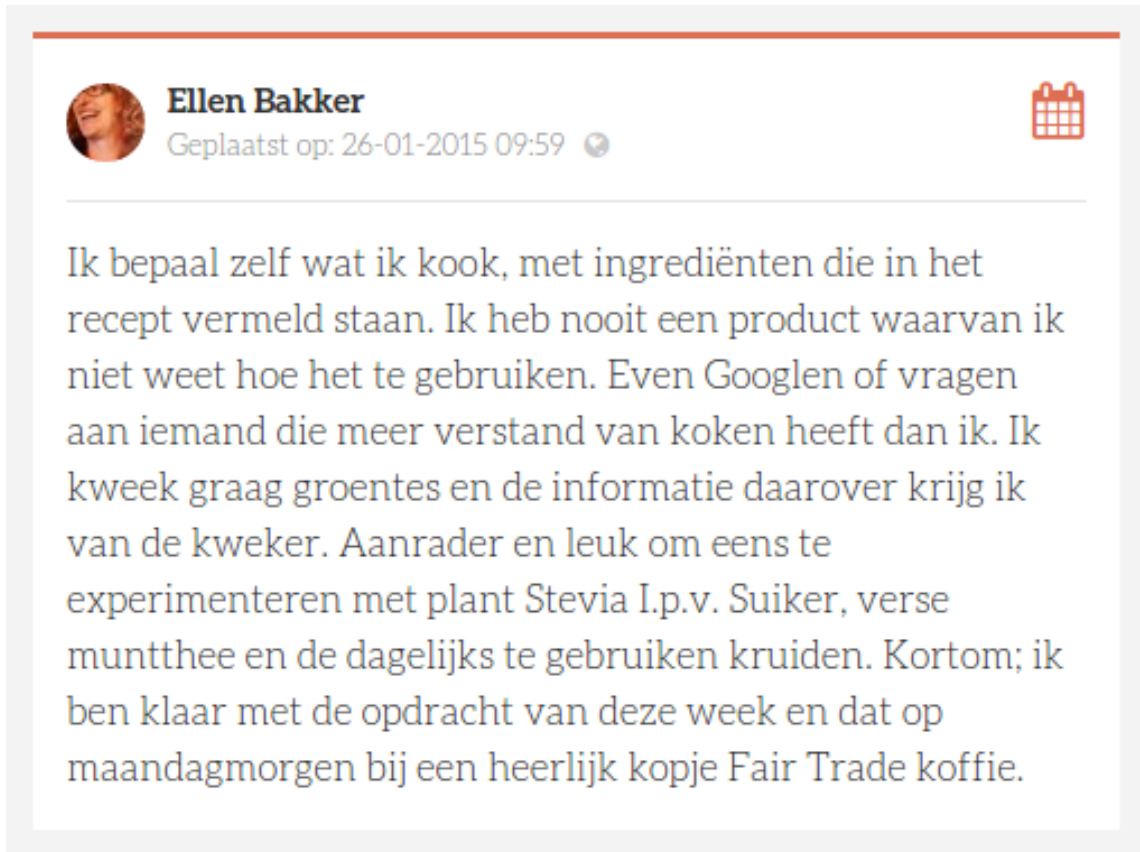 Ellen Bakker
Geplaatst op: 26-01-2015 09:59
Ik bepaal zelf wat ik kook, met ingrediënten die in het
recept vermeld staan. Ik heb nooit een product waarvan ik
niet weet hoe het te gebruiken. Even Googlen of vragen
aan iemand die meer verstand van koken heeft dan ik. Ik
kweek graag groentes en de informatie daarover krijg ik
van de kweker. Aanrader en leuk om eens te
experimenteren met plant Stevia I.p.v. Suiker, verse
muntthee en de dagelijks te gebruiken kruiden. Kortom; ik
ben klaar met de opdracht van deze week en dat op
maandagmorgen bij een heerlijk kopje Fair Trade koffie.